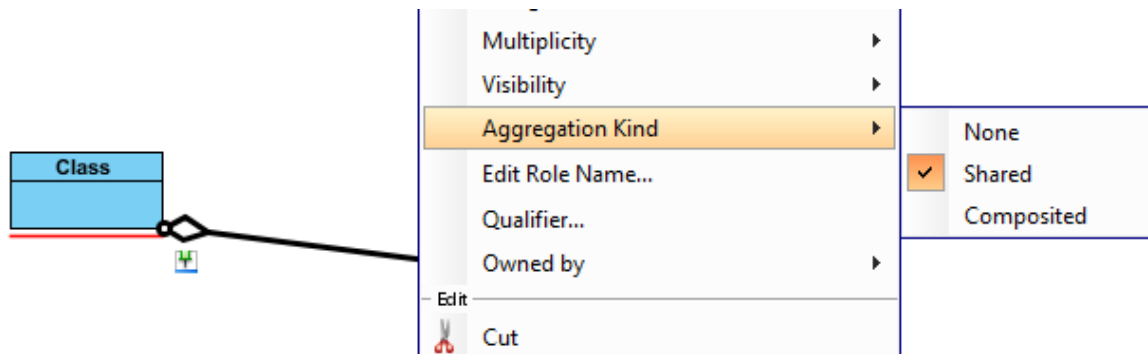 Multiplicity
Visibility
Aggregation Kind
None
Class
Edit Role Name...
Shared
Qualifier...
Composited
Owned by
Edit
Cut